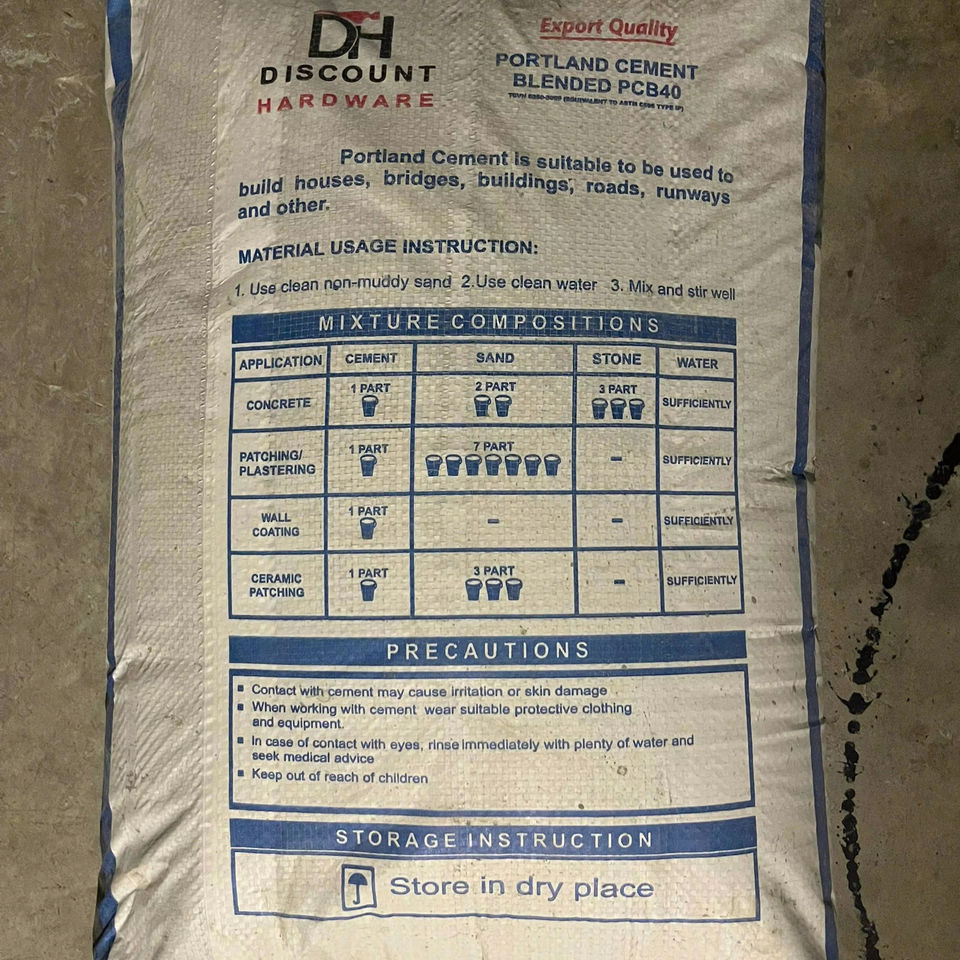 DH
DISCOUNT
HARDWARE
Export Quality
PORTLAND CEMENT
BLENDED PCB40
Portland Cement is suitable to be used to
build houses, bridges, buildings, roads, runways
and other.
MATERIAL USAGE INSTRUCTION:
1. Use clean non-muddy sand 2.Use clean water 3. Mix and stir well
MIXTURE COMPOSITIONS
APPLICATION CEMENT SAND STONE WATER
CONCRETE 1 PART 2 PART 3 PART SUFFICIENTLY
PATCHING/
PLASTERING 1 PART 7 PART - SUFFICIENTLY
WALL
COATING 1 PART - - SUFFICIENTLY
CERAMIC
PATCHING 1 PART 3 PART - SUFFICIENTLY
PRECAUTIONS
▪ Contact with cement may cause irritation or skin damage
▪ When working with cement wear suitable protective clothing
and equipment.
▪ In case of contact with eyes, rinse immediately with plenty of water and
seek medical advice
▪ Keep out of reach of children
STORAGE INSTRUCTION
Store in dry place